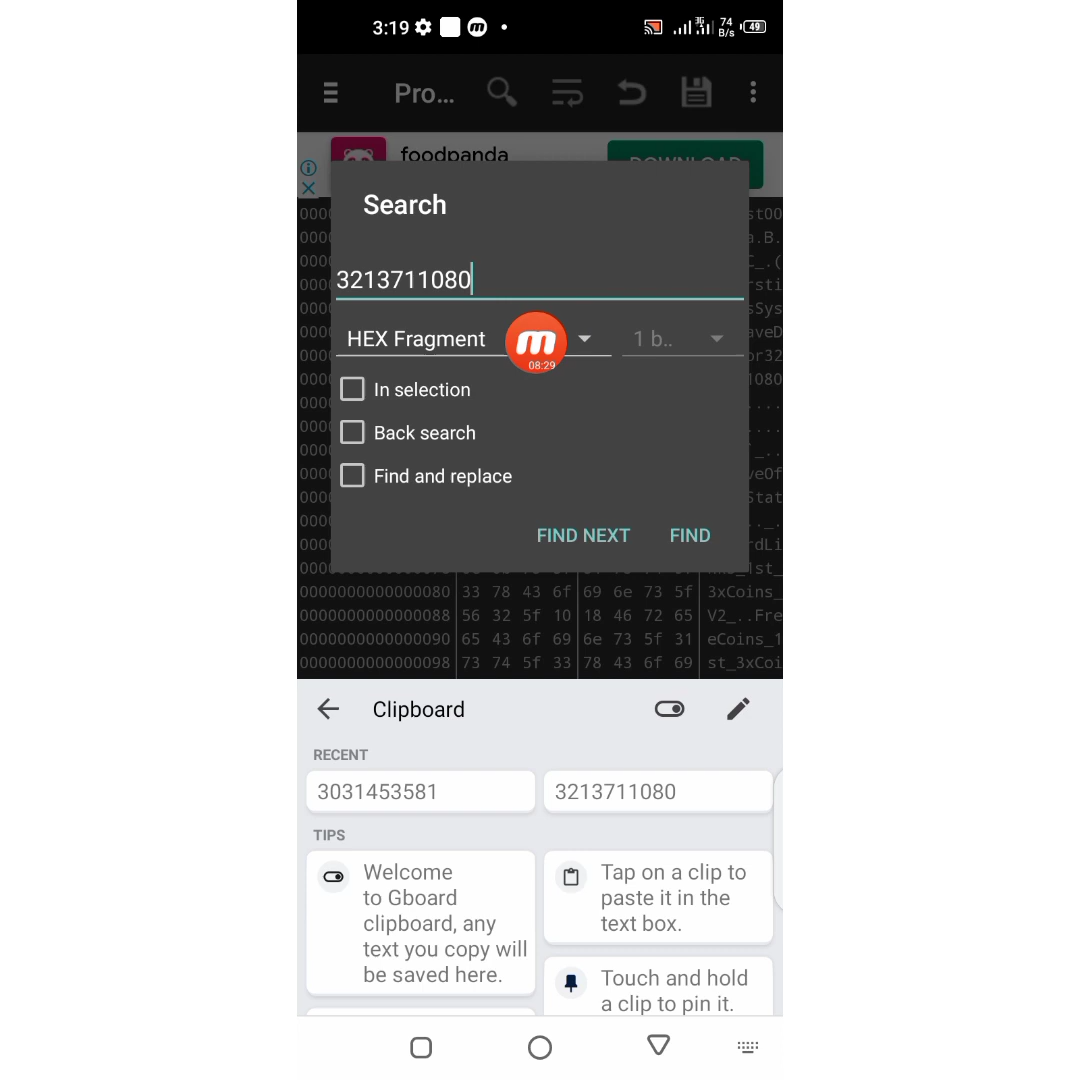 3:19
74
B/s
49
Pro...
foodpanda
DOWNLOAD
Search
3213711080
HEX Fragment
1 b..
08:29
In selection
Back search
Find and replace
FIND NEXT
FIND
0000000000000080 33 78 43 6f 69 6e 73 5f 3xCoins_
0000000000000088 56 32 5f 10 18 46 72 65 V2_..Fre
0000000000000090 65 43 6f 69 6e 73 5f 31 eCoins_1
0000000000000098 73 74 5f 33 78 43 6f 69 st_3xCoi
Clipboard
RECENT
3031453581
3213711080
TIPS
Welcome
to Gboard
clipboard, any
text you copy will
be saved here.
Tap on a clip to
paste it in the
text box.
Touch and hold
a clip to pin it.